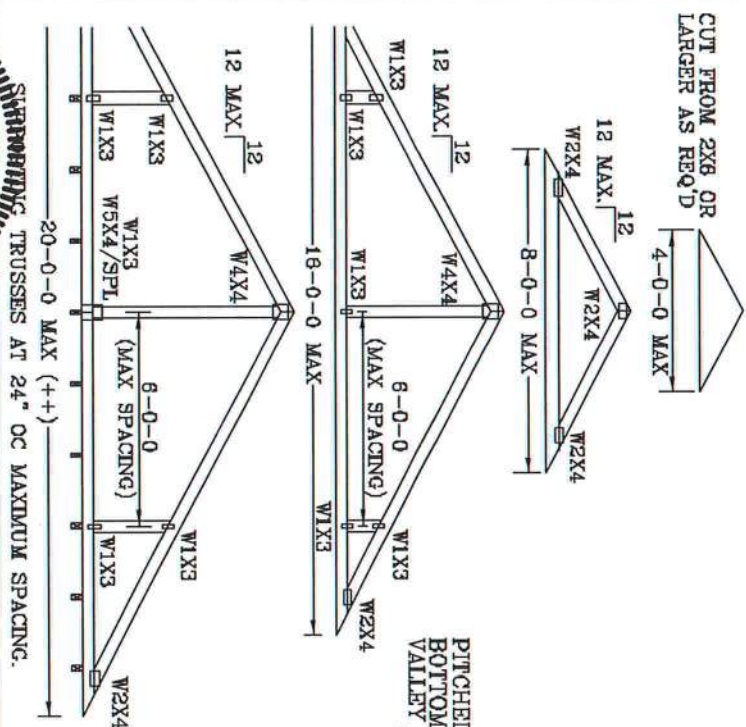 CUT FROM 2X6 OR
LARGER AS REQ'D
4-0-0 MAX
12
12 MAX.
W2X4
W2X4
W2X4
8-0-0 MAX
12
12 MAX.
W1X3
W4X4
W1X3
W1X3
W1X3
6-0-0
(MAX SPACING)
W1X3
W2X4
18-0-0 MAX
PITCHE
BOTTOM
VALLEY
12
12 MAX.
W1X3
W4X4
W1X3
W1X3
W1X3
W5X4/SPL
6-0-0
(MAX SPACING)
W1X3
W2X4
20-0-0 MAX (++)
SUPPORTING TRUSSES AT 24" OC MAXIMUM SPACING.